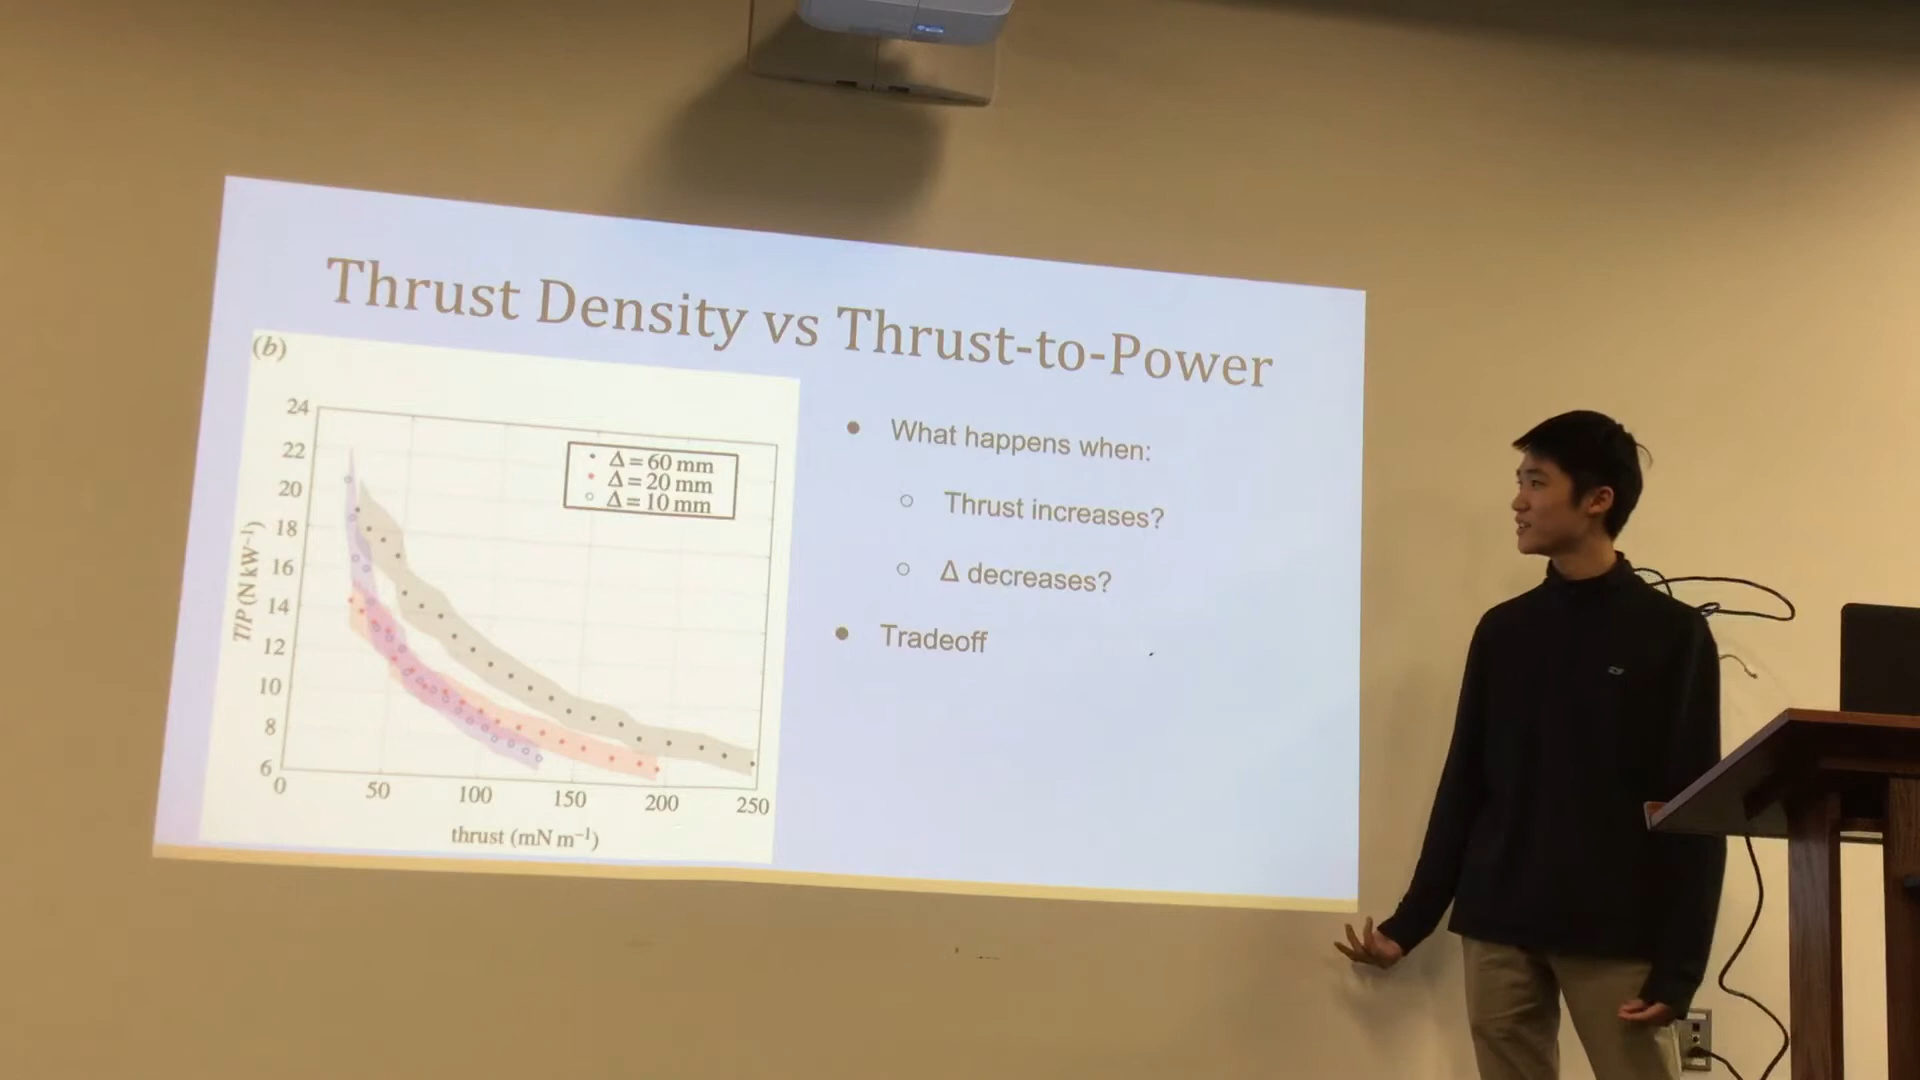 Thrust Density vs Thrust-to-Power
(b)
24
22
20
18
16
14
12
10
8
6
T/P (N kW⁻¹)
Δ = 60 mm
Δ = 20 mm
Δ = 10 mm
0
50
100
150
200
250
thrust (mN m⁻¹)
● What happens when:
○ Thrust increases?
○ Δ decreases?
● Tradeoff